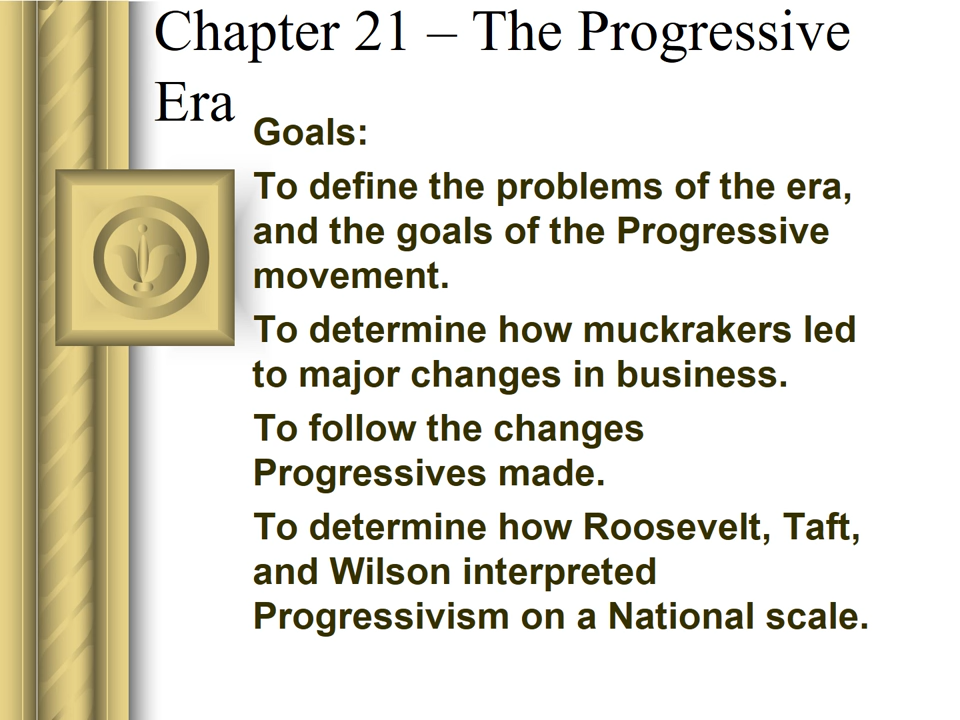 Chapter 21 – The Progressive
Era
Goals:
To define the problems of the era,
and the goals of the Progressive
movement.
To determine how muckrakers led
to major changes in business.
To follow the changes
Progressives made.
To determine how Roosevelt, Taft,
and Wilson interpreted
Progressivism on a National scale.